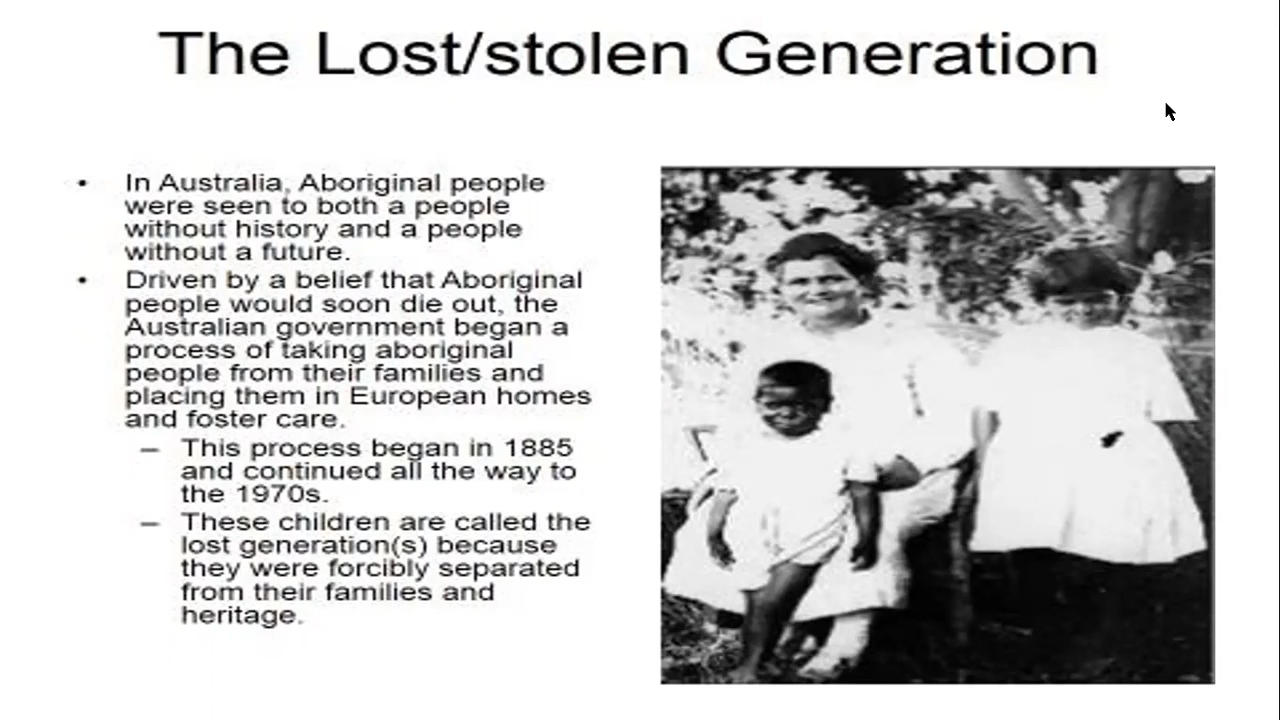 The Lost/stolen Generation
• In Australia, Aboriginal people
were seen to both a people
without history and a people
without a future.
• Driven by a belief that Aboriginal
people would soon die out, the
Australian government began a
process of taking aboriginal
people from their families and
placing them in European homes
and foster care.
– This process began in 1885
and continued all the way to
the 1970s.
– These children are called the
lost generation(s) because
they were forcibly separated
from their families and
heritage.